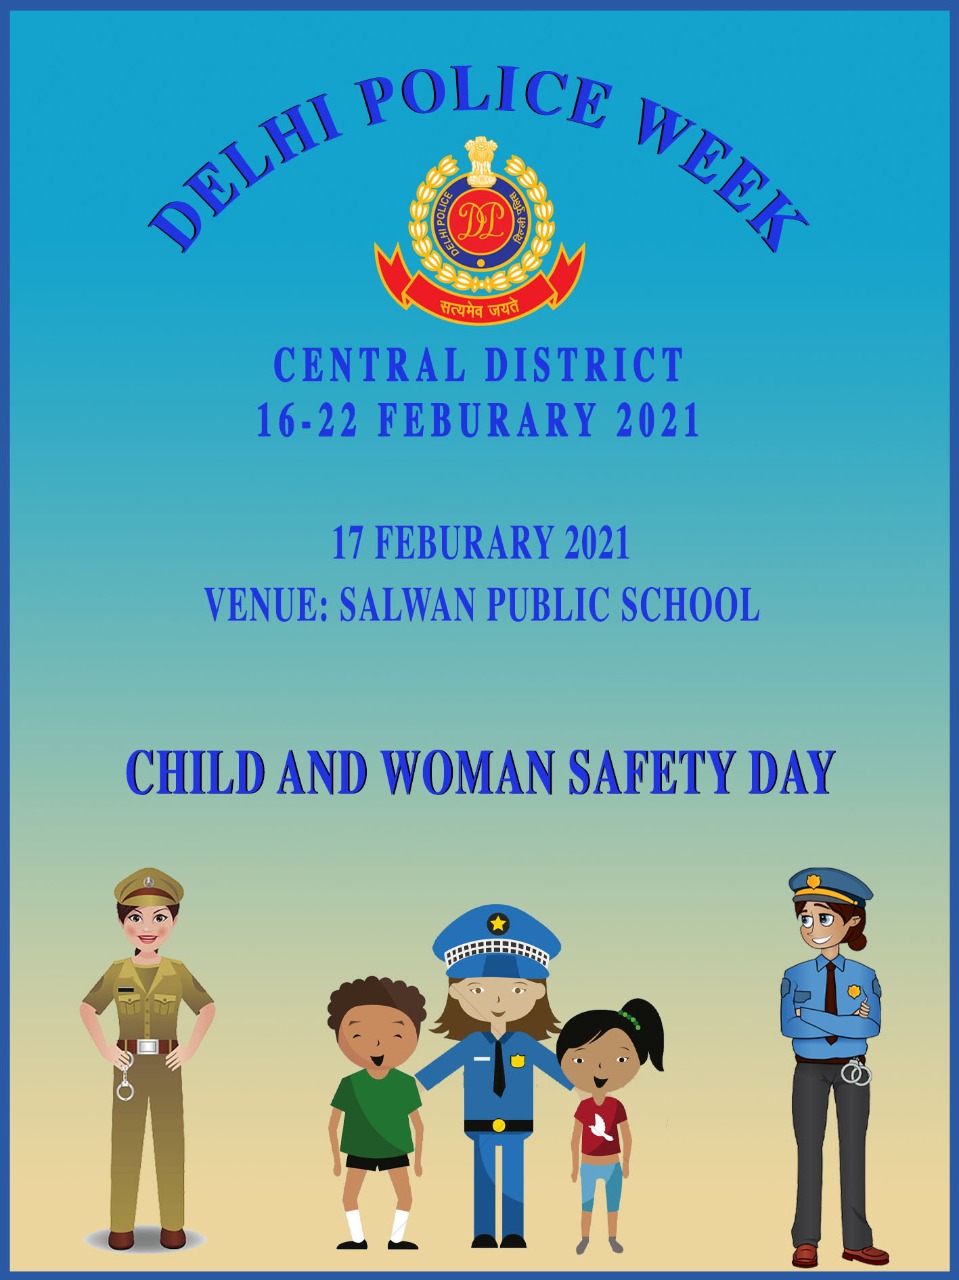 DELHI POLICE WEEK
DELHI POLICE
दिल्ली पुलिस
DP
सत्यमेव जयते
CENTRAL DISTRICT
16-22 FEBURARY 2021
17 FEBURARY 2021
VENUE: SALWAN PUBLIC SCHOOL
CHILD AND WOMAN SAFETY DAY